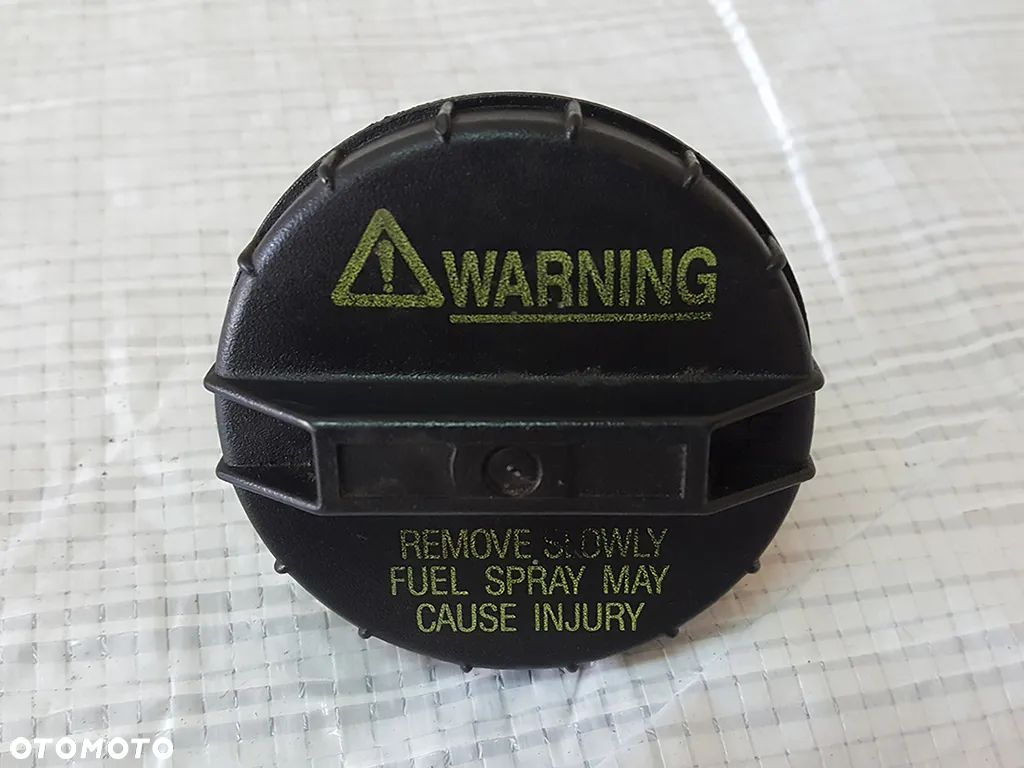 WARNING
REMOVE SLOWLY
FUEL SPRAY MAY
CAUSE INJURY
OTOMOTO